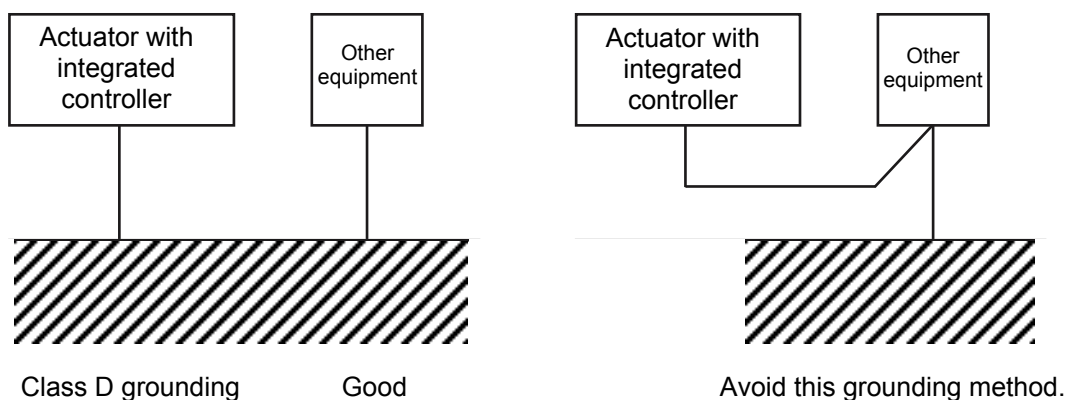 Actuator with
integrated
controller
Other
equipment
Actuator with
integrated
controller
Other
equipment
Class D grounding
Good
Avoid this grounding method.